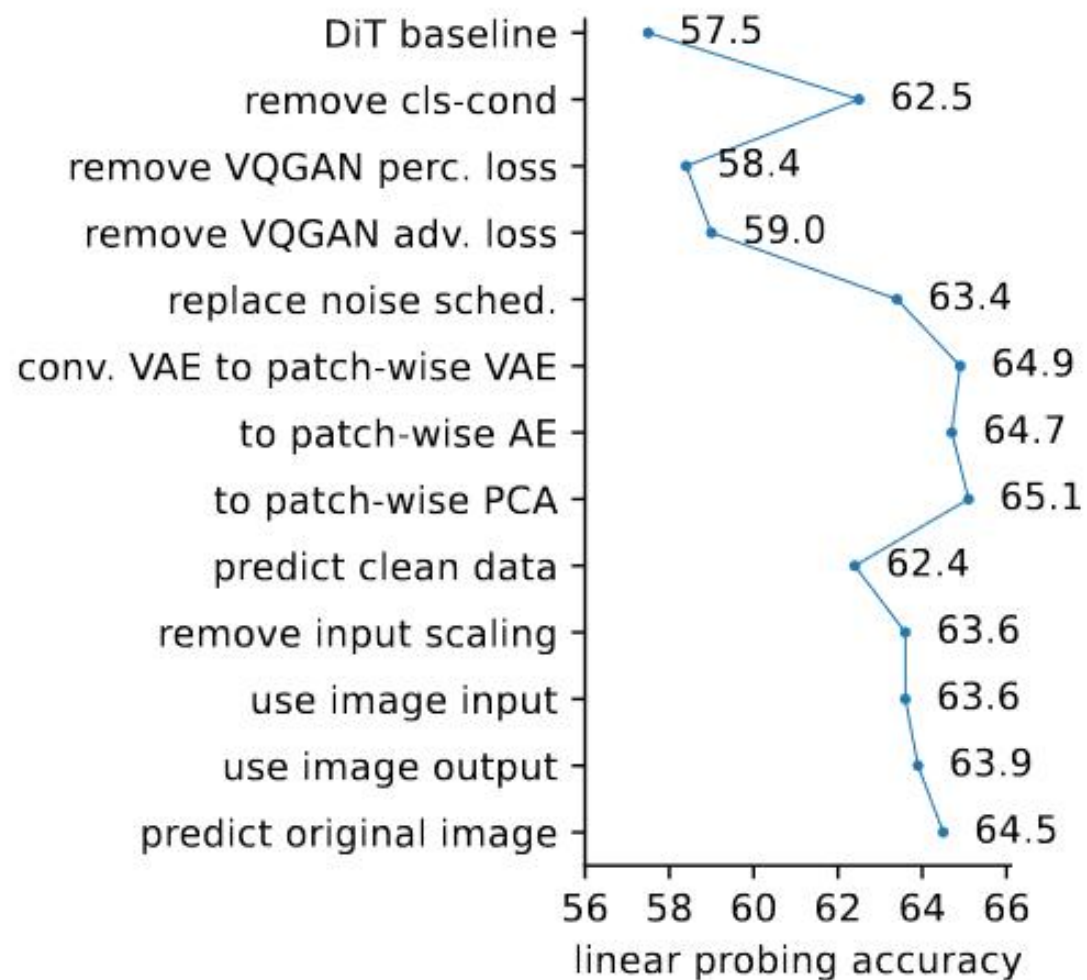 DiT baseline 57.5
remove cls-cond 62.5
remove VQGAN perc. loss 58.4
remove VQGAN adv. loss 59.0
replace noise sched. 63.4
conv. VAE to patch-wise VAE 64.9
to patch-wise AE 64.7
to patch-wise PCA 65.1
predict clean data 62.4
remove input scaling 63.6
use image input 63.6
use image output 63.9
predict original image 64.5
56 58 60 62 64 66
linear probing accuracy